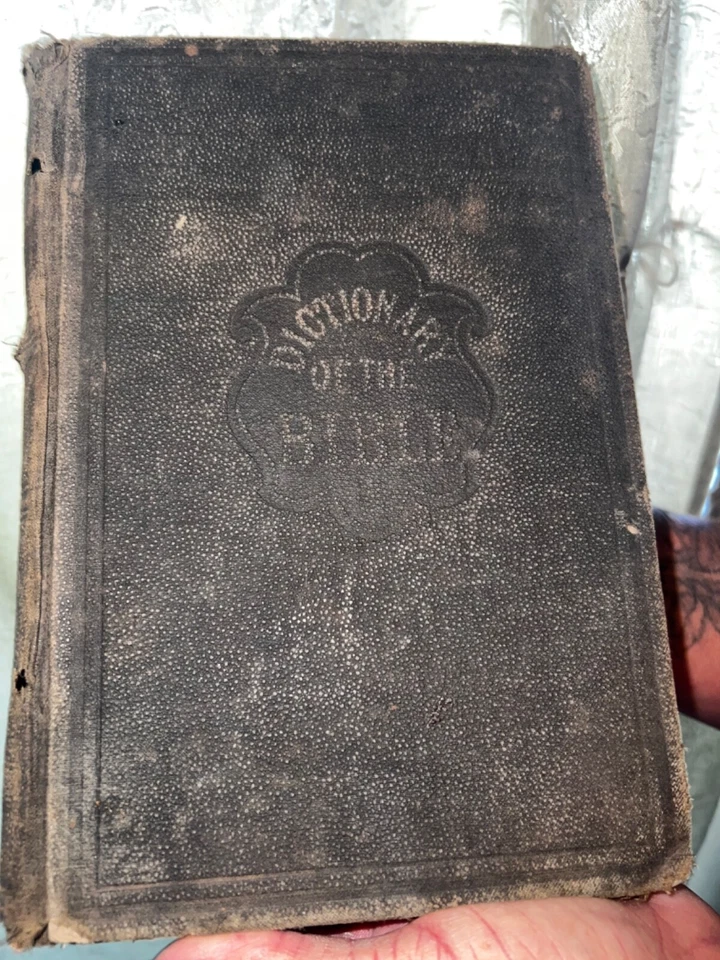 DICTIONARY
OF THE
BIBLE